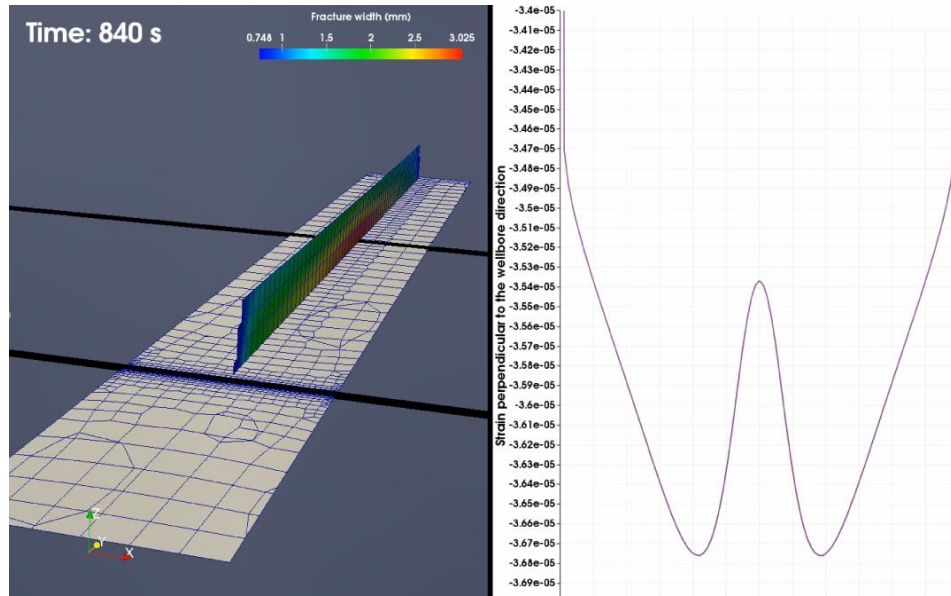 Time: 840 s
Fracture width (mm)
0.748 1 1.5 2 2.5 3.025
Z
Y
X
Strain perpendicular to the wellbore direction
-3.4e-05
-3.41e-05
-3.42e-05
-3.43e-05
-3.44e-05
-3.45e-05
-3.46e-05
-3.47e-05
-3.48e-05
-3.49e-05
-3.5e-05
-3.51e-05
-3.52e-05
-3.53e-05
-3.54e-05
-3.55e-05
-3.56e-05
-3.57e-05
-3.58e-05
-3.59e-05
-3.6e-05
-3.61e-05
-3.62e-05
-3.63e-05
-3.64e-05
-3.65e-05
-3.66e-05
-3.67e-05
-3.68e-05
-3.69e-05